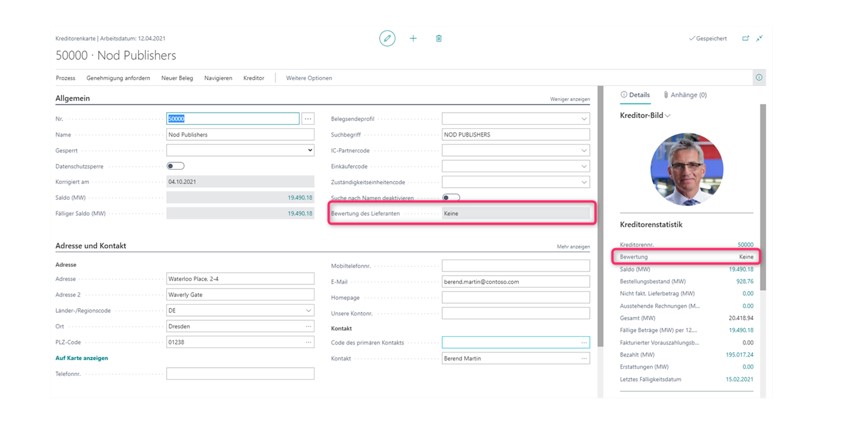 Kreditorenkarte | Arbeitsdatum: 12.04.2021
Gespeichert
50000 · Nod Publishers
Prozess Genehmigung anfordern Neuer Beleg Navigieren Kreditor Weitere Optionen
Allgemein
Weniger anzeigen
Nr. 50000
Name Nod Publishers
Gesperrt
Datenschutzsperre
Korrigiert am 04.10.2021
Saldo (MW) 19.490.18
Fälliger Saldo (MW) 19.490.18
Belegsendeprofil
Suchbegriff NOD PUBLISHERS
IC-Partnercode
Einkäufercode
Zuständigkeitseinheitencode
Suche nach Namen deaktivieren
Bewertung des Lieferanten Keine
Adresse und Kontakt
Mehr anzeigen
Adresse
Adresse Waterloo Place, 2-4
Adresse 2 Waverly Gate
Länder-/Regionscode DE
Ort Dresden
PLZ-Code 01238
Auf Karte anzeigen
Telefonnr.
Mobiltelefonnr.
E-Mail berend.martin@contoso.com
Homepage
Unsere Kontonr.
Kontakt
Code des primären Kontakts
Kontakt Berend Martin
Details Anhänge (0)
Kreditor-Bild
Kreditorenstatistik
Kreditorennr. 50000
Bewertung Keine
Saldo (MW) 19.490.18
Bestellungsbestand (MW) 928,76
Nicht fakt. Lieferbetrag (MW) 0.00
Ausstehende Rechnungen (M... 0.00
Gesamt (MW) 20.418.94
Fällige Beträge (MW) per 12.... 19.490.18
Fakturierter Vorauszahlungsb... 0.00
Bezahlt (MW) 195.017.24
Erstattungen (MW) 0.00
Letztes Fälligkeitsdatum 15.02.2021